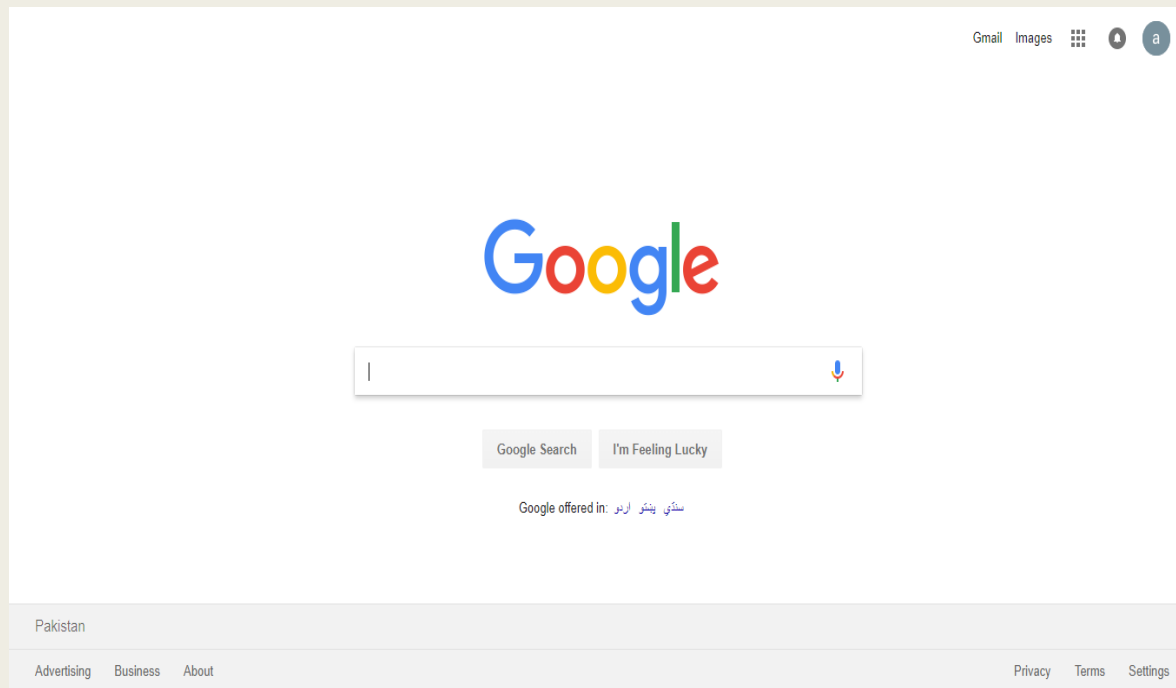 Gmail Images a
Google
Google Search I'm Feeling Lucky
Google offered in: اردو پښتو سنڌي
Pakistan
Advertising Business About Privacy Terms Settings